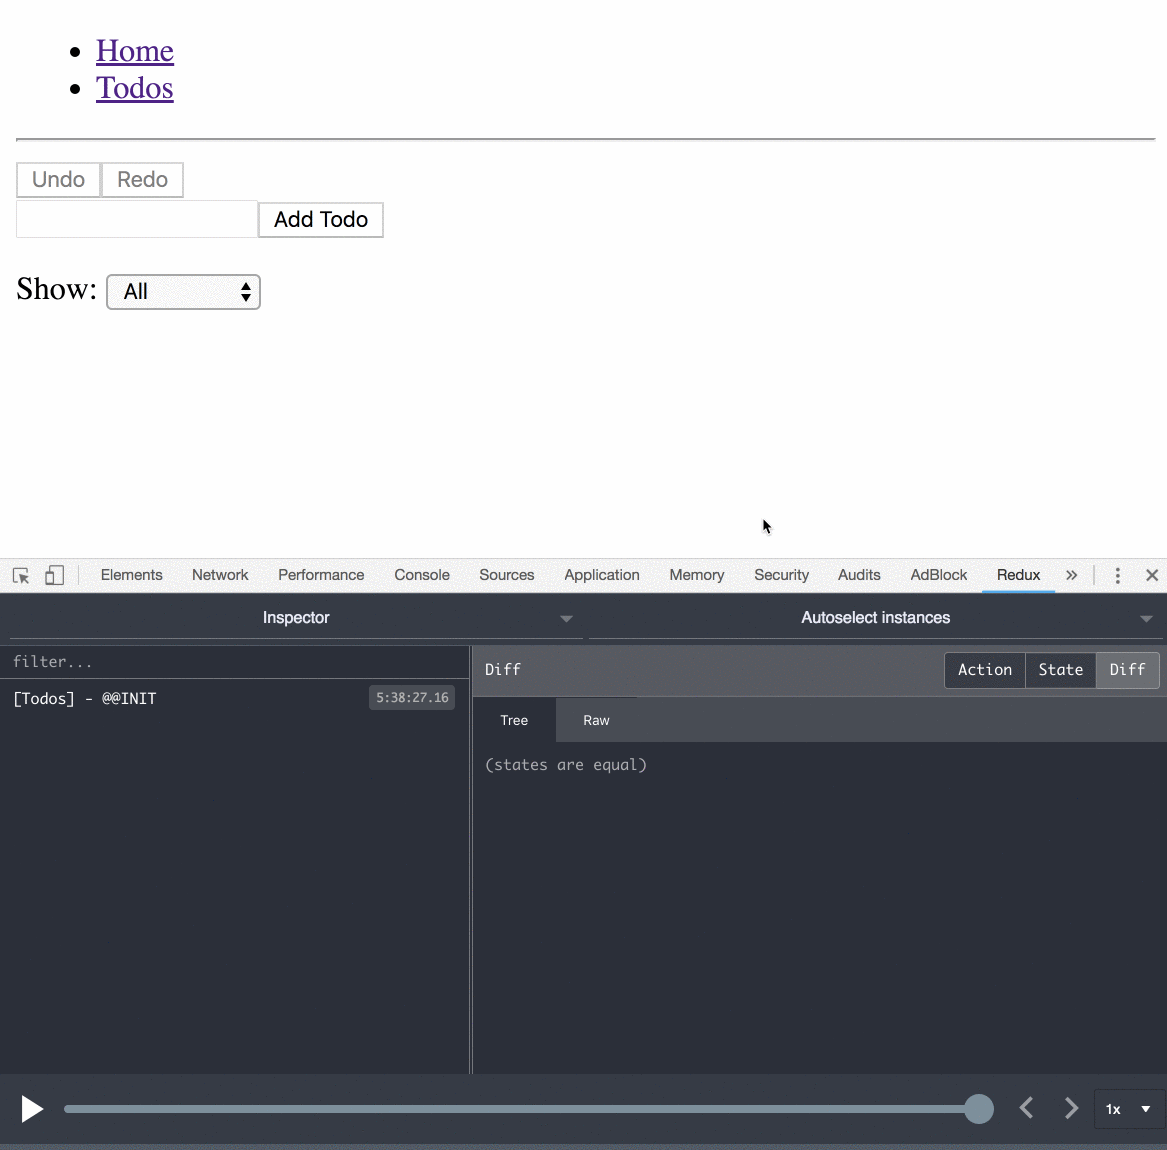 Home
Todos
Undo Redo
Add Todo
Show: All
Elements Network Performance Console Sources Application Memory Security Audits AdBlock Redux »
Inspector Autoselect instances
filter...
Diff Action State Diff
[Todos] - @@INIT 5:38:27.16
Tree Raw
(states are equal)
1x